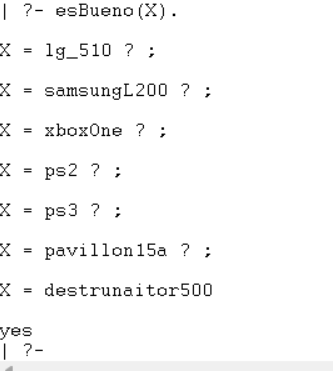 | ?- esBueno(X).
X = lg_510 ? ;
X = samsungL200 ? ;
X = xboxOne ? ;
X = ps2 ? ;
X = ps3 ? ;
X = pavillon15a ? ;
X = destrunaitor500
yes
| ?-